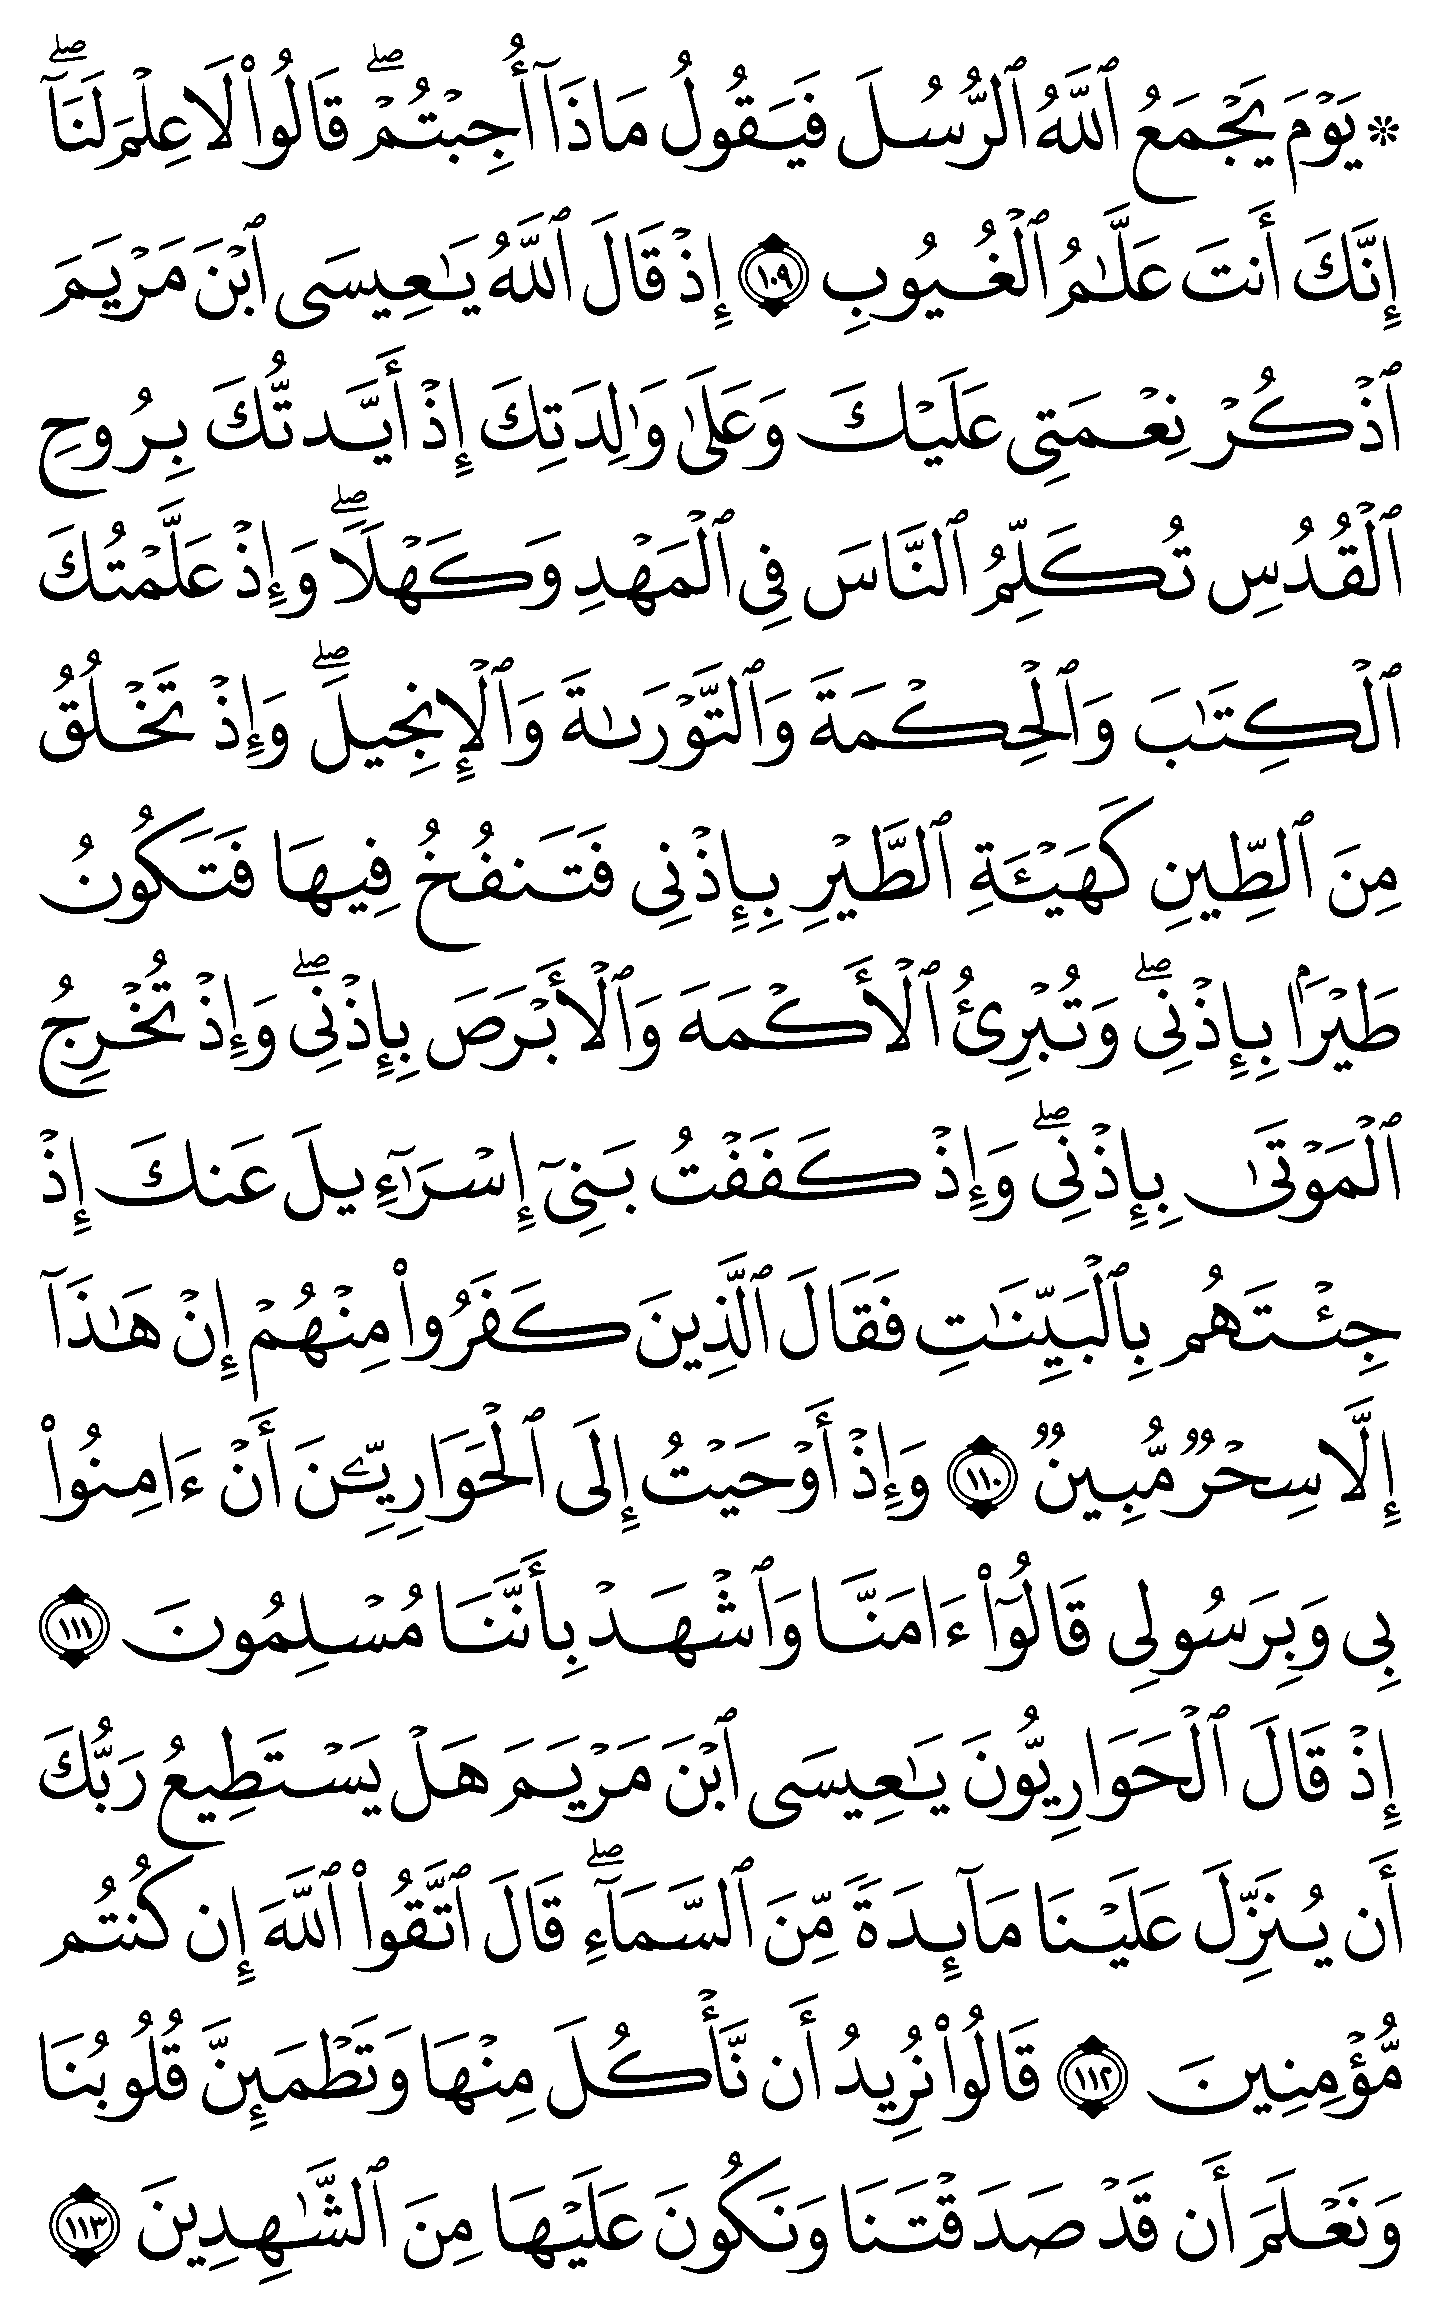 ۞ يَوۡمَ يَجۡمَعُ ٱللَّهُ ٱلرُّسُلَ فَيَقُولُ مَاذَآ أُجِبۡتُمۡۖ قَالُواْ لَا عِلۡمَ لَنَآۖ
إِنَّكَ أَنتَ عَلَّٰمُ ٱلۡغُيُوبِ ١٠٩ إِذۡ قَالَ ٱللَّهُ يَٰعِيسَى ٱبۡنَ مَرۡيَمَ
ٱذۡكُرۡ نِعۡمَتِي عَلَيۡكَ وَعَلَىٰ وَٰلِدَتِكَ إِذۡ أَيَّدتُّكَ بِرُوحِ
ٱلۡقُدُسِ تُكَلِّمُ ٱلنَّاسَ فِي ٱلۡمَهۡدِ وَكَهۡلٗاۖ وَإِذۡ عَلَّمۡتُكَ
ٱلۡكِتَٰبَ وَٱلۡحِكۡمَةَ وَٱلتَّوۡرَىٰةَ وَٱلۡإِنجِيلَۖ وَإِذۡ تَخۡلُقُ
مِنَ ٱلطِّينِ كَهَيۡـَٔةِ ٱلطَّيۡرِ بِإِذۡنِي فَتَنفُخُ فِيهَا فَتَكُونُ
طَيۡرَۢا بِإِذۡنِيۖ وَتُبۡرِئُ ٱلۡأَكۡمَهَ وَٱلۡأَبۡرَصَ بِإِذۡنِيۖ وَإِذۡ تُخۡرِجُ
ٱلۡمَوۡتَىٰ بِإِذۡنِيۖ وَإِذۡ كَفَفۡتُ بَنِيٓ إِسۡرَٰٓءِيلَ عَنكَ إِذۡ
جِئۡتَهُم بِٱلۡبَيِّنَٰتِ فَقَالَ ٱلَّذِينَ كَفَرُواْ مِنۡهُمۡ إِنۡ هَٰذَآ
إِلَّا سِحۡرٞ مُّبِينٞ ١١٠ وَإِذۡ أَوۡحَيۡتُ إِلَى ٱلۡحَوَارِيِّـۧنَ أَنۡ ءَامِنُواْ
بِي وَبِرَسُولِي قَالُوٓاْ ءَامَنَّا وَٱشۡهَدۡ بِأَنَّنَا مُسۡلِمُونَ ١١١
إِذۡ قَالَ ٱلۡحَوَارِيُّونَ يَٰعِيسَى ٱبۡنَ مَرۡيَمَ هَلۡ يَسۡتَطِيعُ رَبُّكَ
أَن يُنَزِّلَ عَلَيۡنَا مَآئِدَةٗ مِّنَ ٱلسَّمَآءِۖ قَالَ ٱتَّقُواْ ٱللَّهَ إِن كُنتُم
مُّؤۡمِنِينَ ١١٢ قَالُواْ نُرِيدُ أَن نَّأۡكُلَ مِنۡهَا وَتَطۡمَئِنَّ قُلُوبُنَا
وَنَعۡلَمَ أَن قَدۡ صَدَقۡتَنَا وَنَكُونَ عَلَيۡهَا مِنَ ٱلشَّٰهِدِينَ ١١٣